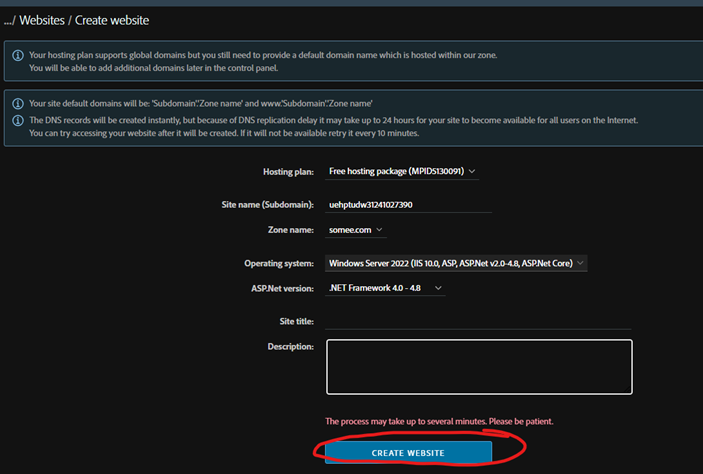 .../ Websites / Create website
Your hosting plan supports global domains but you still need to provide a default domain name which is hosted within our zone.
You will be able to add additional domains later in the control panel.
Your site default domains will be: 'Subdomain'.'Zone name' and www.'Subdomain'.'Zone name'
The DNS records will be created instantly, but because of DNS replication delay it may take up to 24 hours for your site to become available for all users on the Internet.
You can try accessing your website after it will be created. If it will not be available retry it every 10 minutes.
Hosting plan: Free hosting package (MPID5130091)
Site name (Subdomain): uehptudw31241027390
Zone name: somee.com
Operating system: Windows Server 2022 (IIS 10.0, ASP, ASP.Net v2.0-4.8, ASP.Net Core)
ASP.Net version: .NET Framework 4.0 - 4.8
Site title:
Description:
The process may take up to several minutes. Please be patient.
CREATE WEBSITE